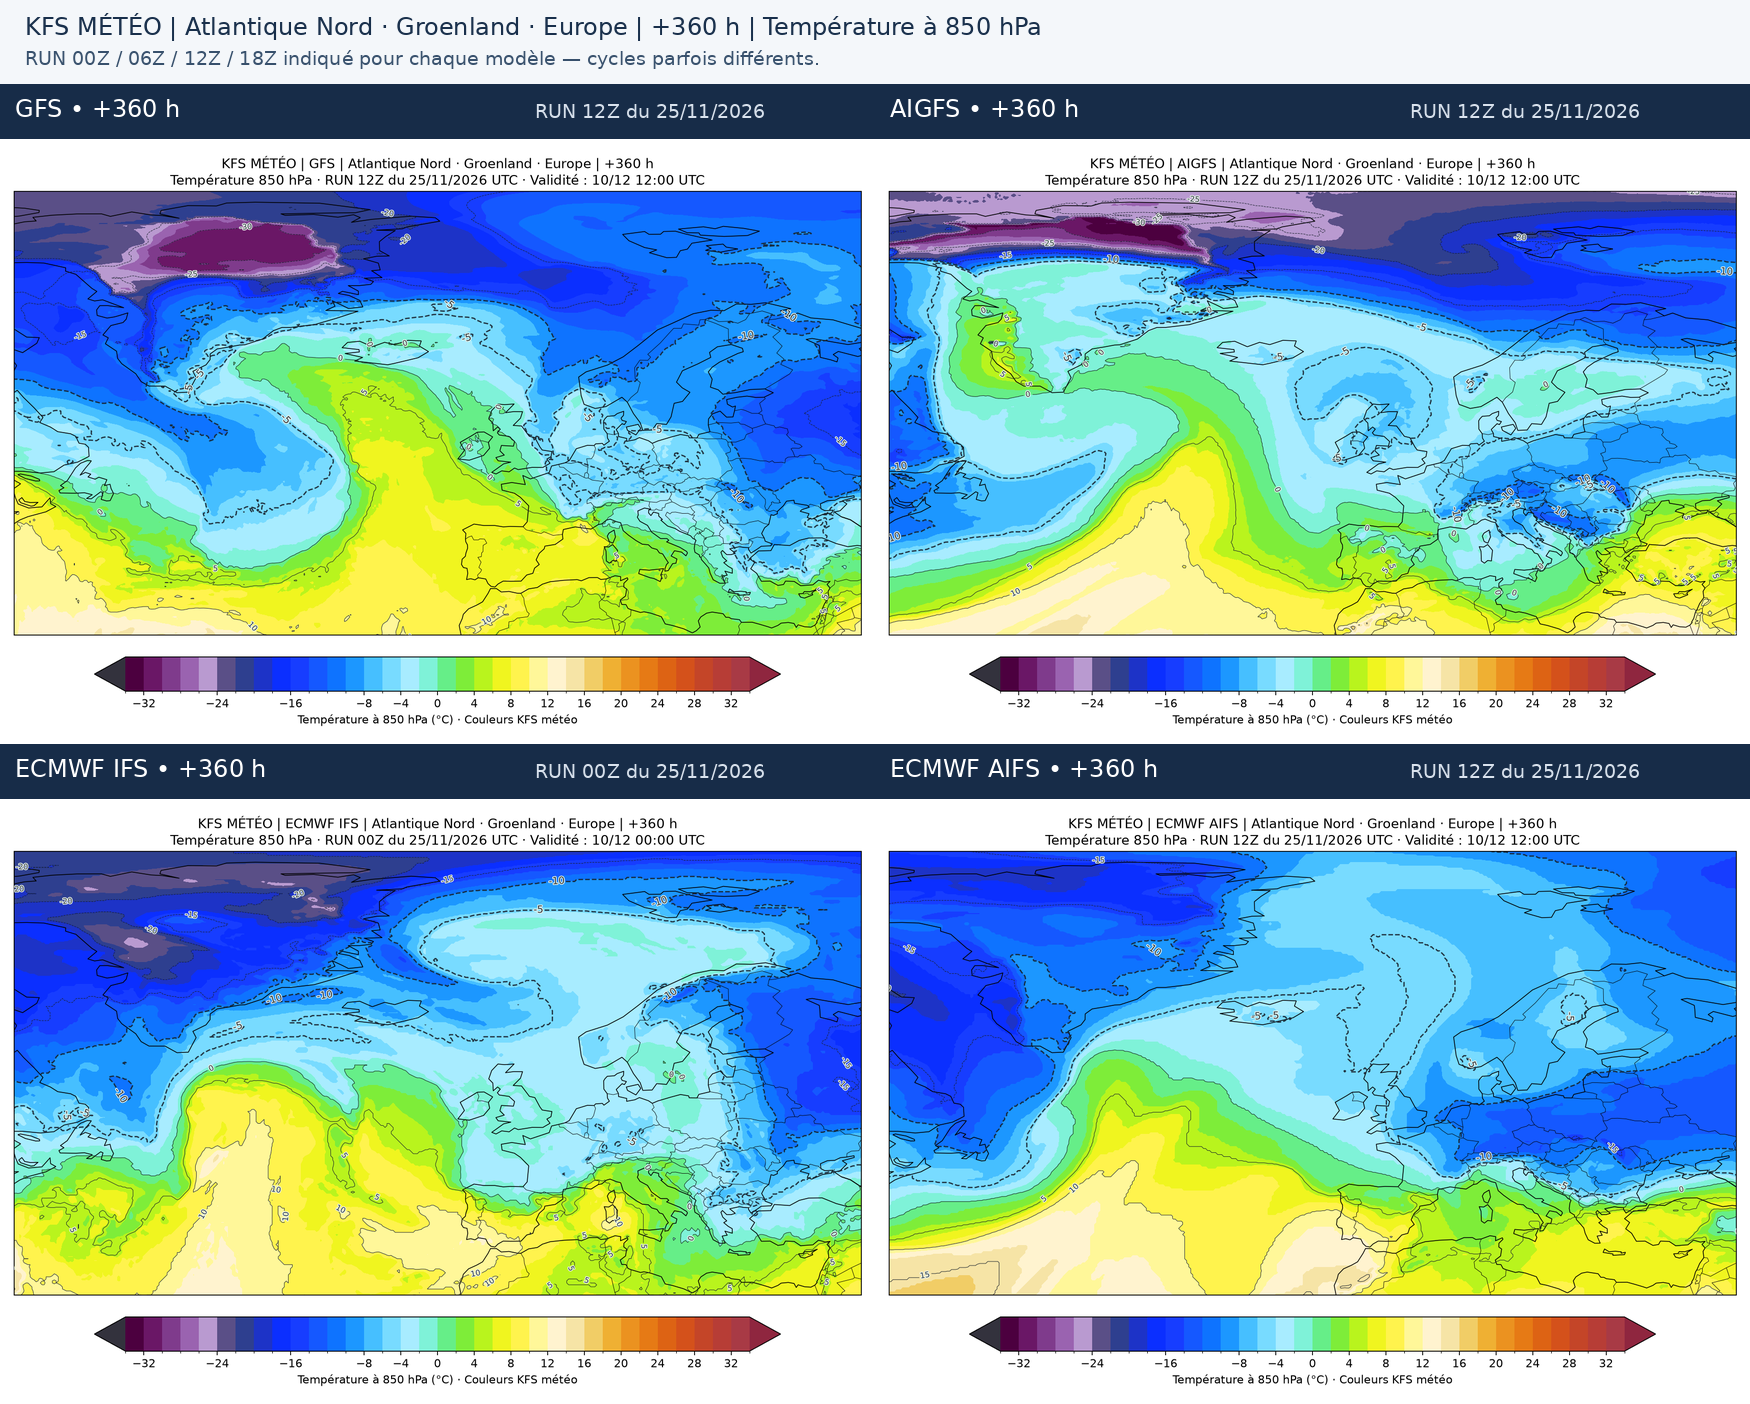 KFS MÉTÉO | Atlantique Nord · Groenland · Europe | +360 h | Température à 850 hPa
RUN 00Z / 06Z / 12Z / 18Z indiqué pour chaque modèle — cycles parfois différents.
GFS • +360 h
RUN 12Z du 25/11/2026
AIGFS • +360 h
RUN 12Z du 25/11/2026
KFS MÉTÉO | GFS | Atlantique Nord · Groenland · Europe | +360 h
Température 850 hPa · RUN 12Z du 25/11/2026 UTC · Validité : 10/12 12:00 UTC
KFS MÉTÉO | AIGFS | Atlantique Nord · Groenland · Europe | +360 h
Température 850 hPa · RUN 12Z du 25/11/2026 UTC · Validité : 10/12 12:00 UTC
−32 −24 −16 −8 −4 0 4 8 12 16 20 24 28 32
Température à 850 hPa (°C) · Couleurs KFS météo
−32 −24 −16 −8 −4 0 4 8 12 16 20 24 28 32
Température à 850 hPa (°C) · Couleurs KFS météo
ECMWF IFS • +360 h
RUN 00Z du 25/11/2026
ECMWF AIFS • +360 h
RUN 12Z du 25/11/2026
KFS MÉTÉO | ECMWF IFS | Atlantique Nord · Groenland · Europe | +360 h
Température 850 hPa · RUN 00Z du 25/11/2026 UTC · Validité : 10/12 00:00 UTC
KFS MÉTÉO | ECMWF AIFS | Atlantique Nord · Groenland · Europe | +360 h
Température 850 hPa · RUN 12Z du 25/11/2026 UTC · Validité : 10/12 12:00 UTC
−32 −24 −16 −8 −4 0 4 8 12 16 20 24 28 32
Température à 850 hPa (°C) · Couleurs KFS météo
−32 −24 −16 −8 −4 0 4 8 12 16 20 24 28 32
Température à 850 hPa (°C) · Couleurs KFS météo